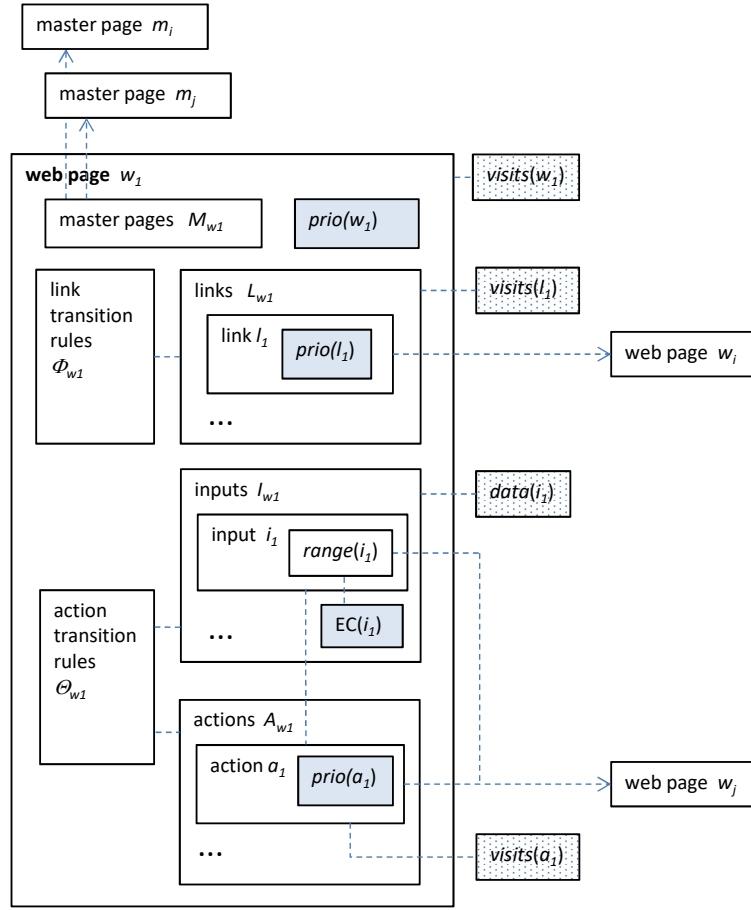 master page m_i
master page m_j
web page w_1
visits(w_1)
master pages M_w1
prio(w_1)
link
transition
rules
Φ_w1
links L_w1
visits(l_1)
link l_1
prio(l_1)
web page w_i
...
inputs I_w1
data(i_1)
input i_1
range(i_1)
action
transition
rules
Θ_w1
...
EC(i_1)
actions A_w1
action a_1
prio(a_1)
web page w_j
...
visits(a_1)